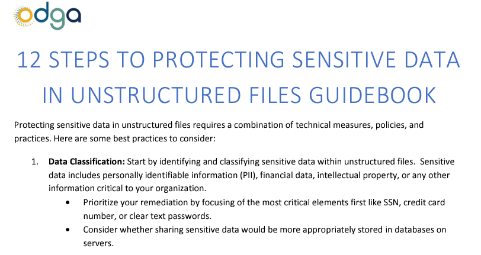 odga
12 STEPS TO PROTECTING SENSITIVE DATA
IN UNSTRUCTURED FILES GUIDEBOOK
Protecting sensitive data in unstructured files requires a combination of technical measures, policies, and
practices. Here are some best practices to consider:
1. Data Classification: Start by identifying and classifying sensitive data within unstructured files. Sensitive
data includes personally identifiable information (PII), financial data, intellectual property, or any other
information critical to your organization.
• Prioritize your remediation by focusing of the most critical elements first like SSN, credit card
number, or clear text passwords.
• Consider whether sharing sensitive data would be more appropriately stored in databases on
servers.